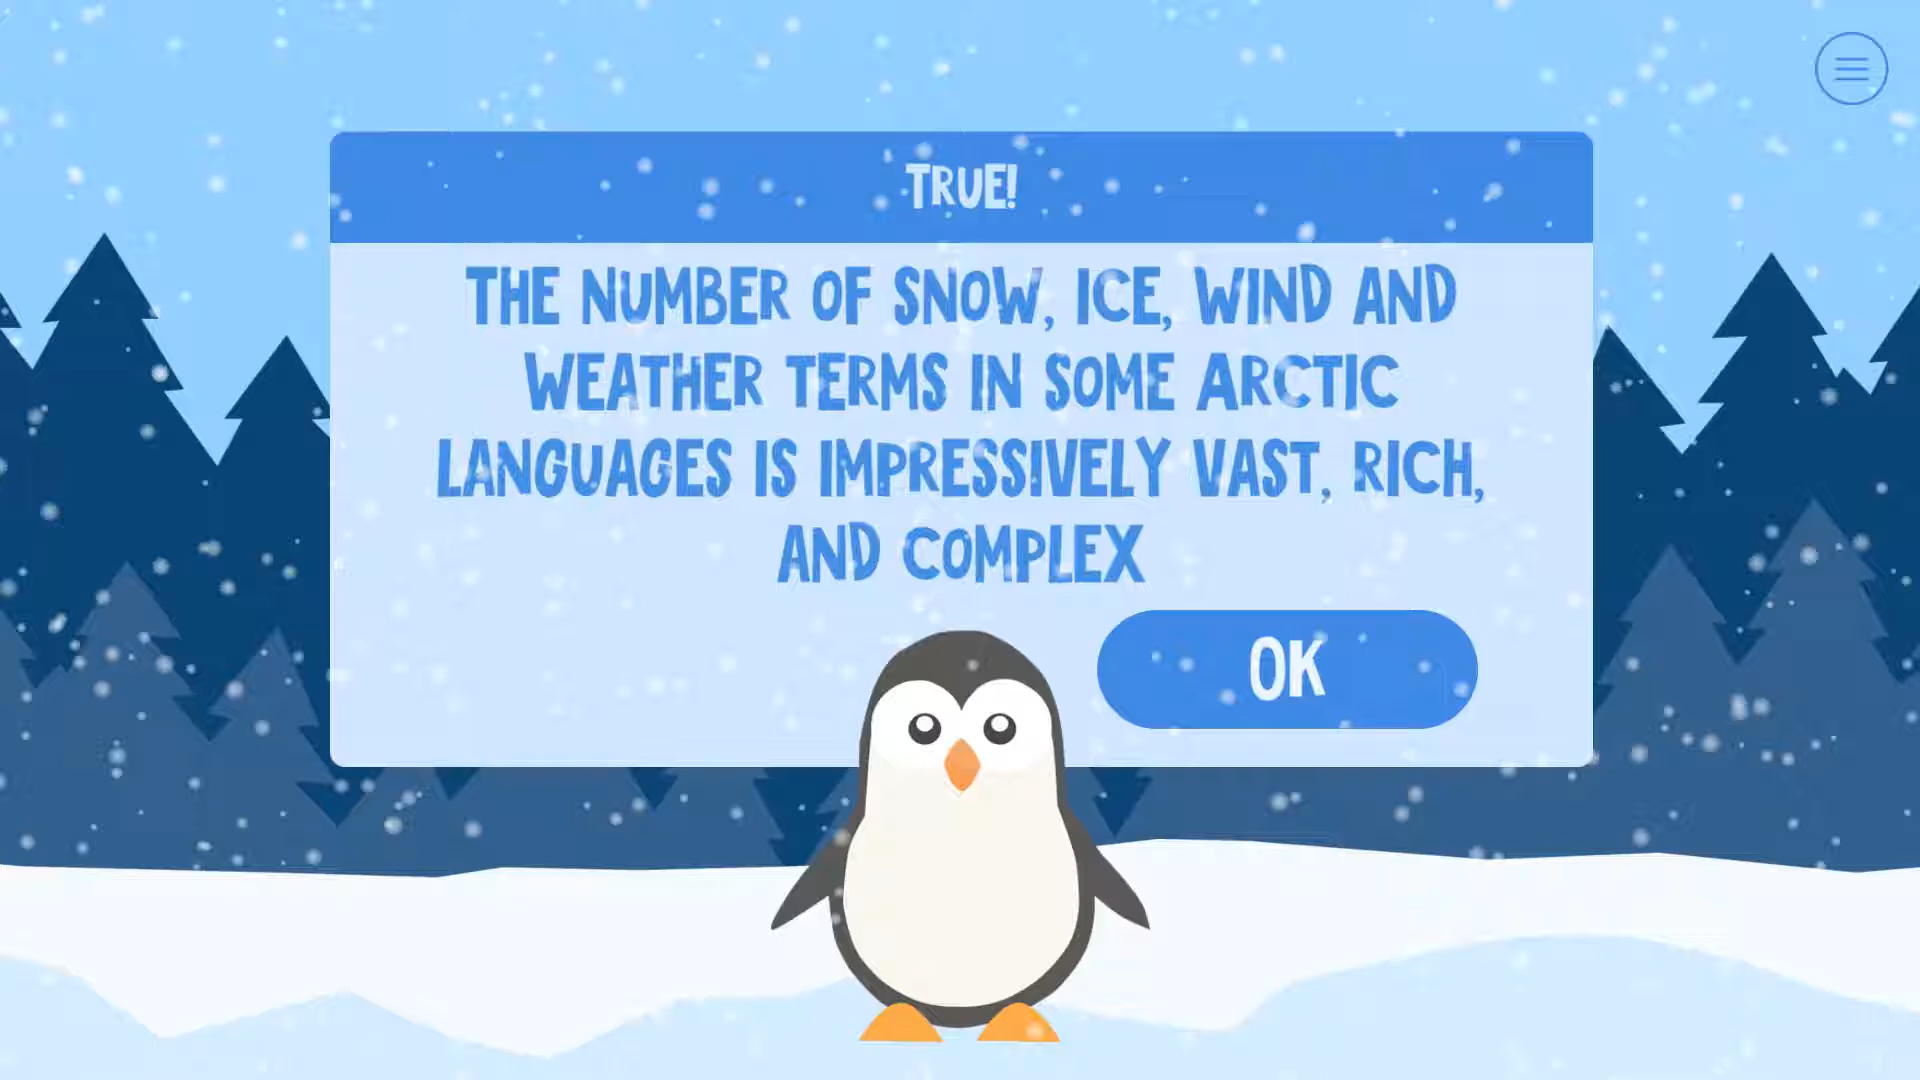 TRUE!
THE NUMBER OF SNOW, ICE, WIND AND
WEATHER TERMS IN SOME ARCTIC
LANGUAGES IS IMPRESSIVELY VAST, RICH,
AND COMPLEX
OK